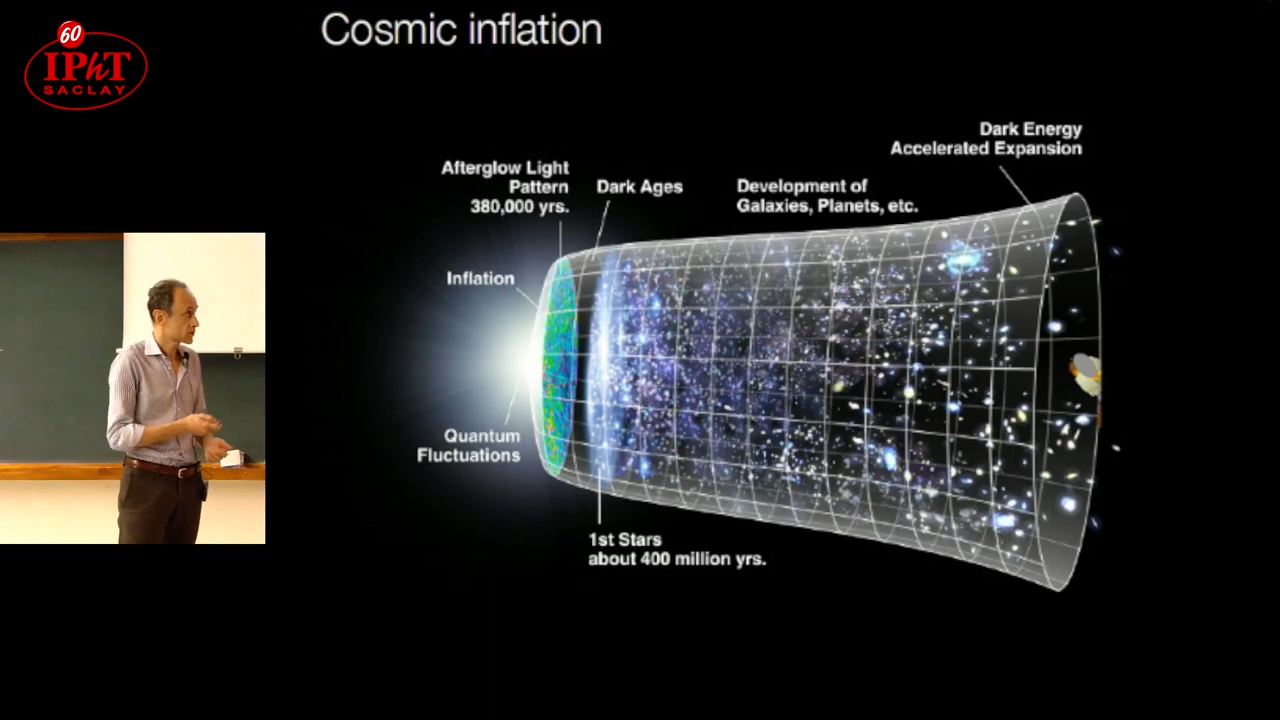 Cosmic inflation
60
IPhT
SACLAY
Dark Energy
Accelerated Expansion
Afterglow Light
Pattern
380,000 yrs.
Dark Ages
Development of
Galaxies, Planets, etc.
Inflation
Quantum
Fluctuations
1st Stars
about 400 million yrs.